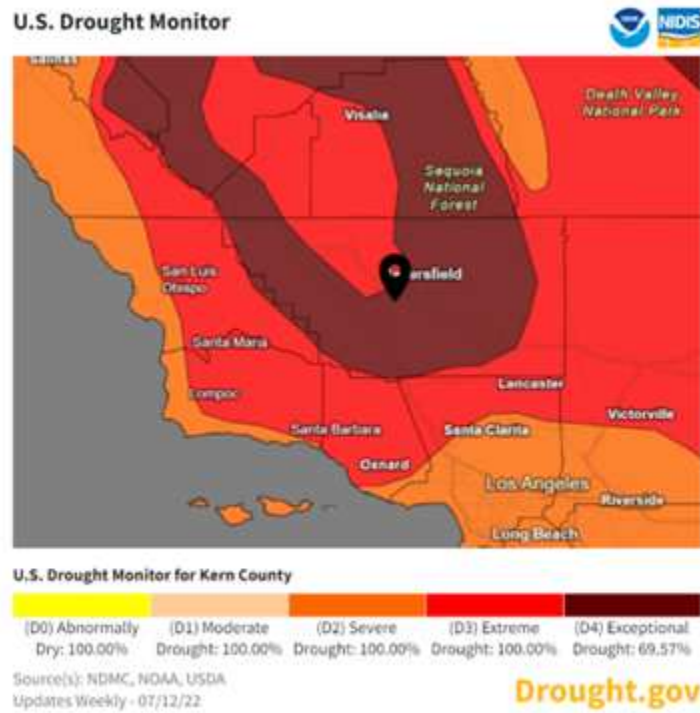 U.S. Drought Monitor
NIDIS
Salinas
Death Valley
National Park
Visalia
Sequoia
National
Forest
ersfield
San Luis
Obispo
Santa Maria
Lompoc
Lancaster
Victorville
Santa Barbara
Santa Clarita
Oxnard
Los Angeles
Riverside
Long Beach
U.S. Drought Monitor for Kern County
(D0) Abnormally Dry: 100.00%
(D1) Moderate Drought: 100.00%
(D2) Severe Drought: 100.00%
(D3) Extreme Drought: 100.00%
(D4) Exceptional Drought: 69.57%
Source(s): NDMC, NOAA, USDA
Updates Weekly - 07/12/22
Drought.gov